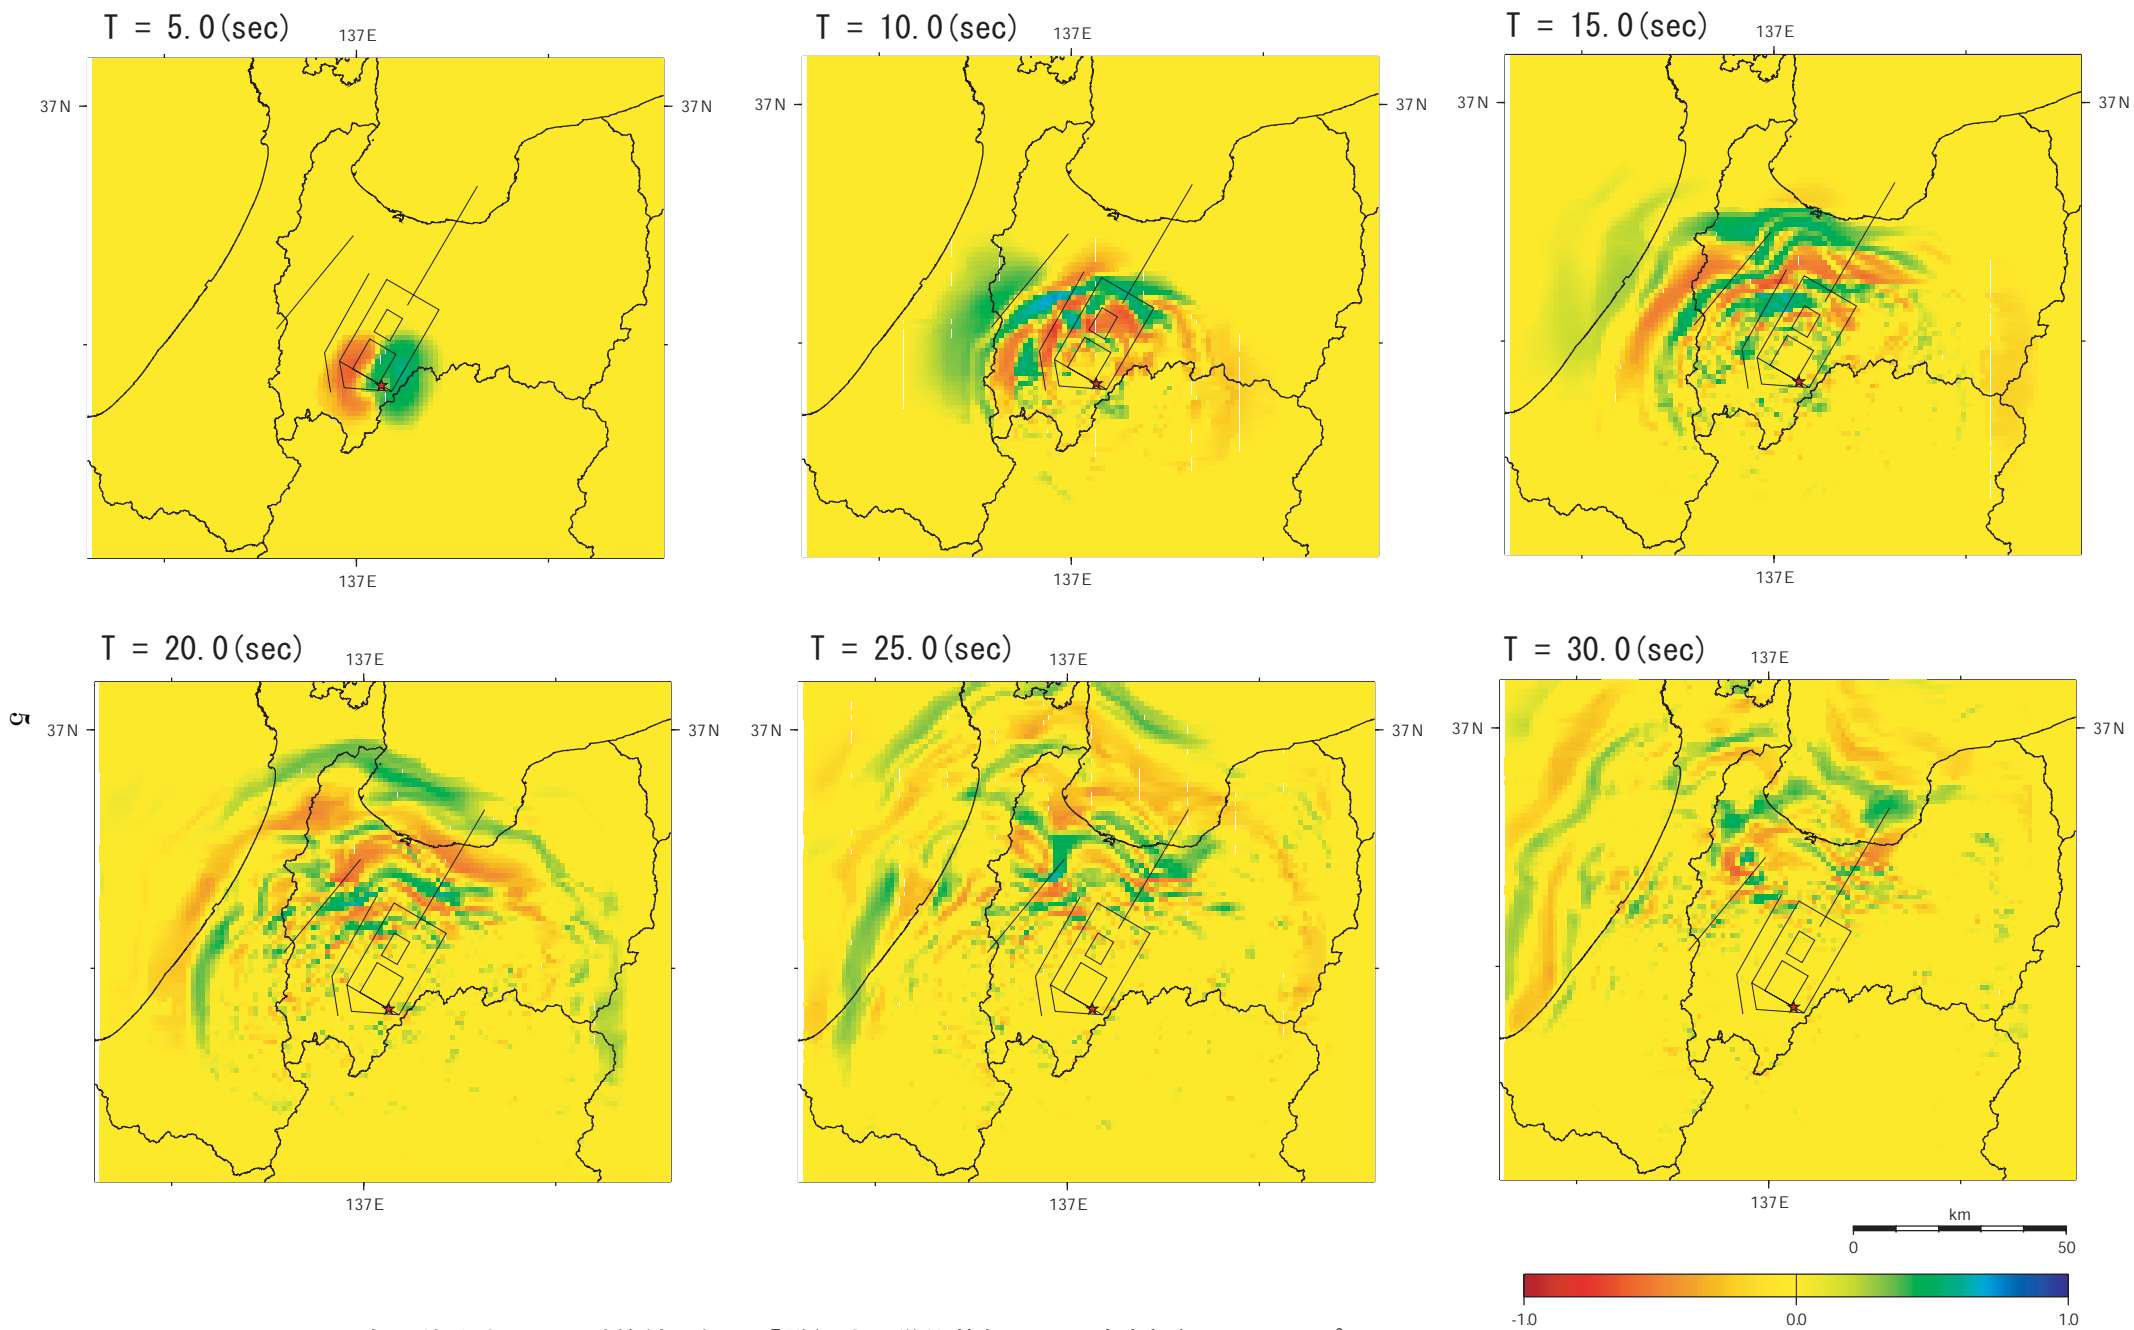 T = 5.0(sec)
137E
37N
37N
137E
T = 10.0(sec)
137E
37N
37N
137E
T = 15.0(sec)
137E
37N
37N
137E
T = 20.0(sec)
137E
37N
37N
137E
T = 25.0(sec)
137E
37N
37N
137E
T = 30.0(sec)
137E
37N
37N
137E
5
km
0 50
-1.0 0.0 1.0